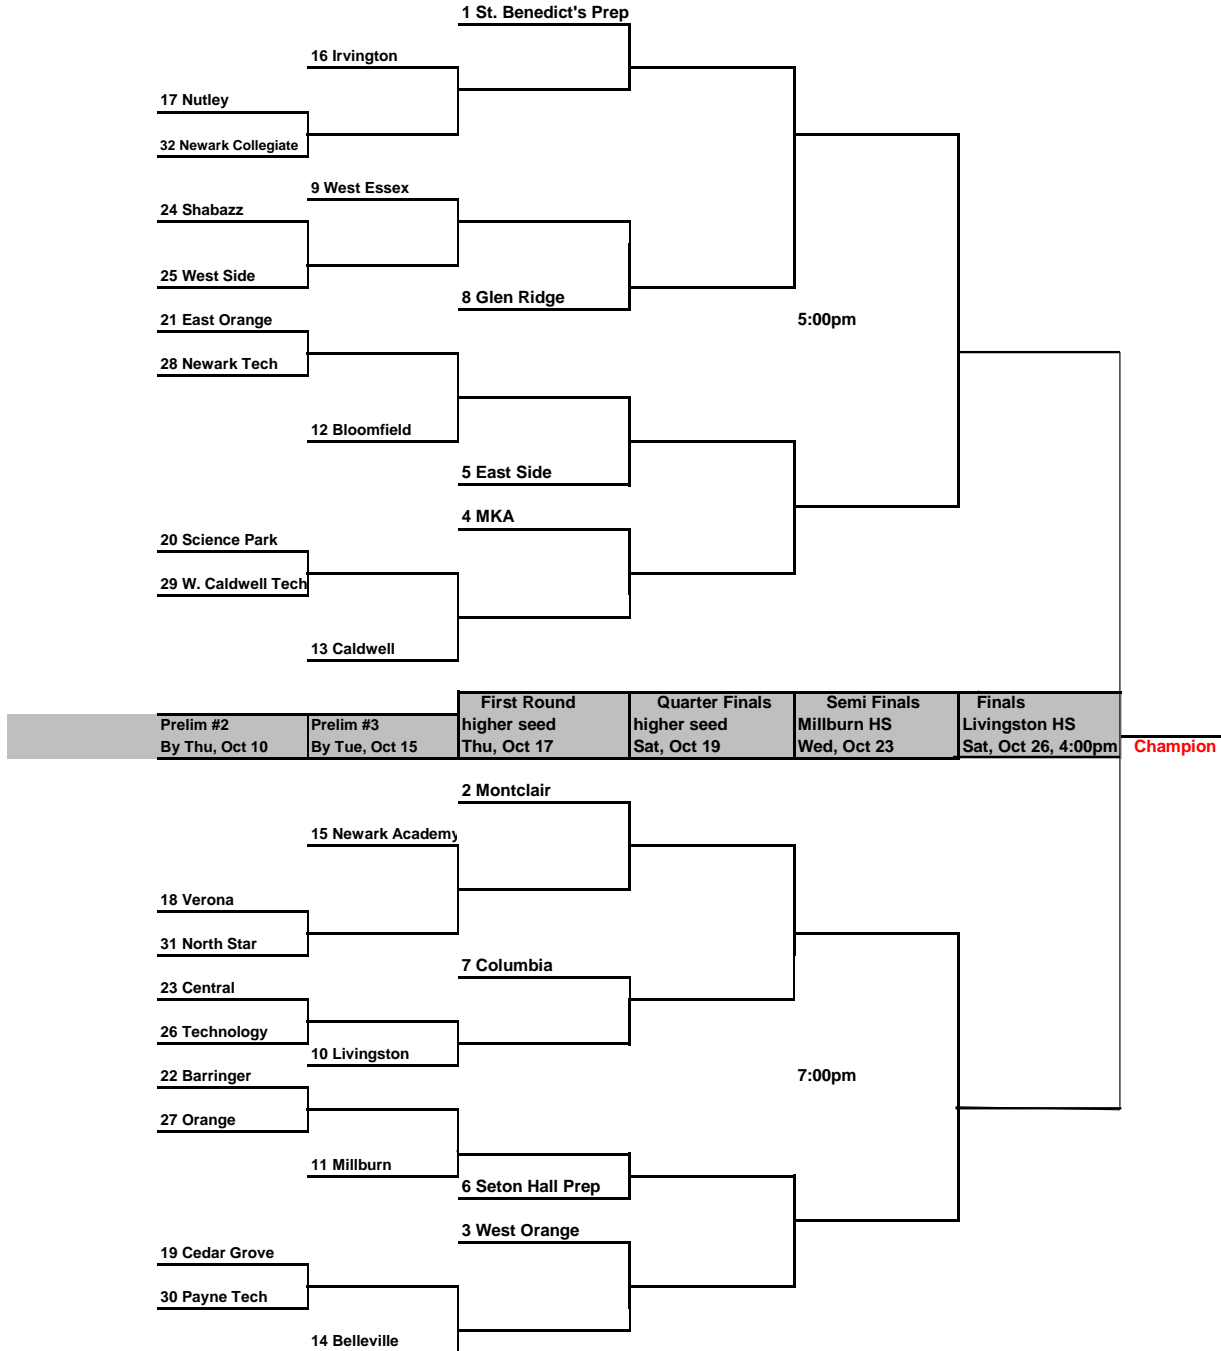 1 St. Benedict's Prep
16 Irvington
17 Nutley
32 Newark Collegiate
9 West Essex
24 Shabazz
25 West Side
8 Glen Ridge
21 East Orange
5:00pm
28 Newark Tech
12 Bloomfield
5 East Side
4 MKA
20 Science Park
29 W. Caldwell Tech
13 Caldwell
First Round Quarter Finals Semi Finals Finals
Prelim #2 Prelim #3 higher seed higher seed Millburn HS Livingston HS
By Thu, Oct 10 By Tue, Oct 15 Thu, Oct 17 Sat, Oct 19 Wed, Oct 23 Sat, Oct 26, 4:00pm Champion
2 Montclair
15 Newark Academy
18 Verona
31 North Star
7 Columbia
23 Central
26 Technology
10 Livingston
22 Barringer
7:00pm
27 Orange
11 Millburn
6 Seton Hall Prep
3 West Orange
19 Cedar Grove
30 Payne Tech
14 Belleville